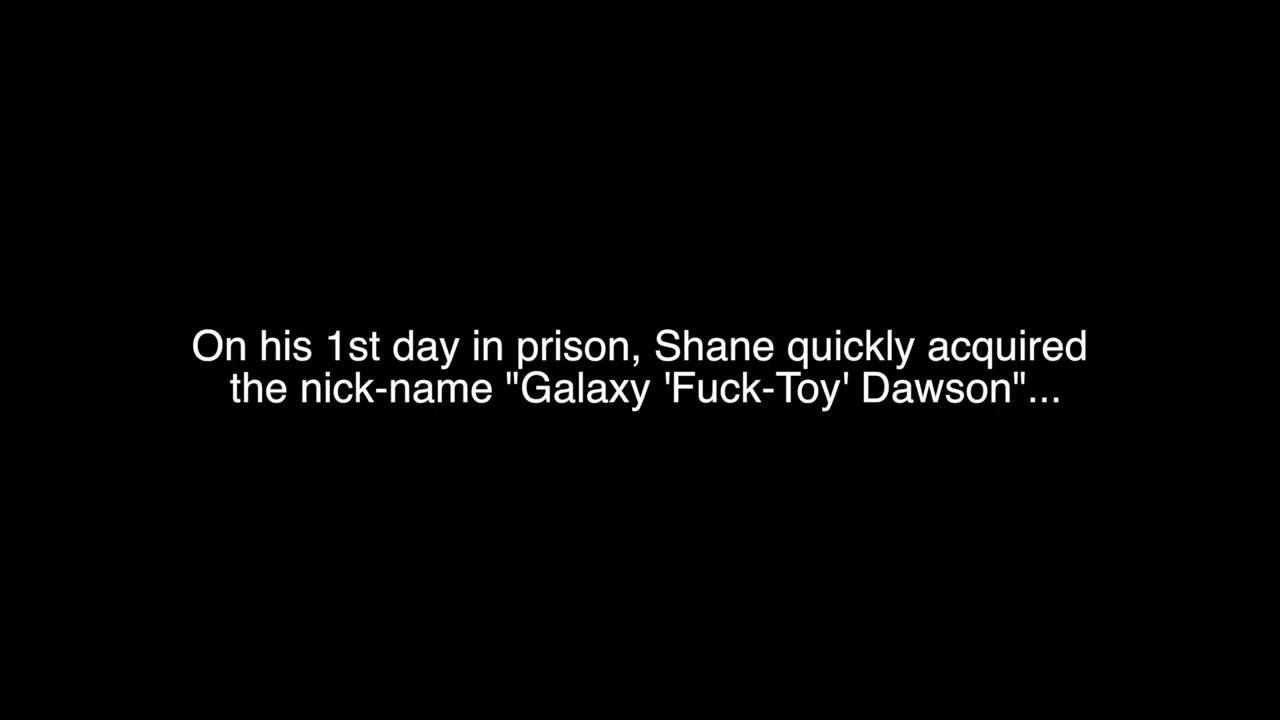 On his 1st day in prison, Shane quickly acquired
the nick-name "Galaxy 'Fuck-Toy' Dawson"...